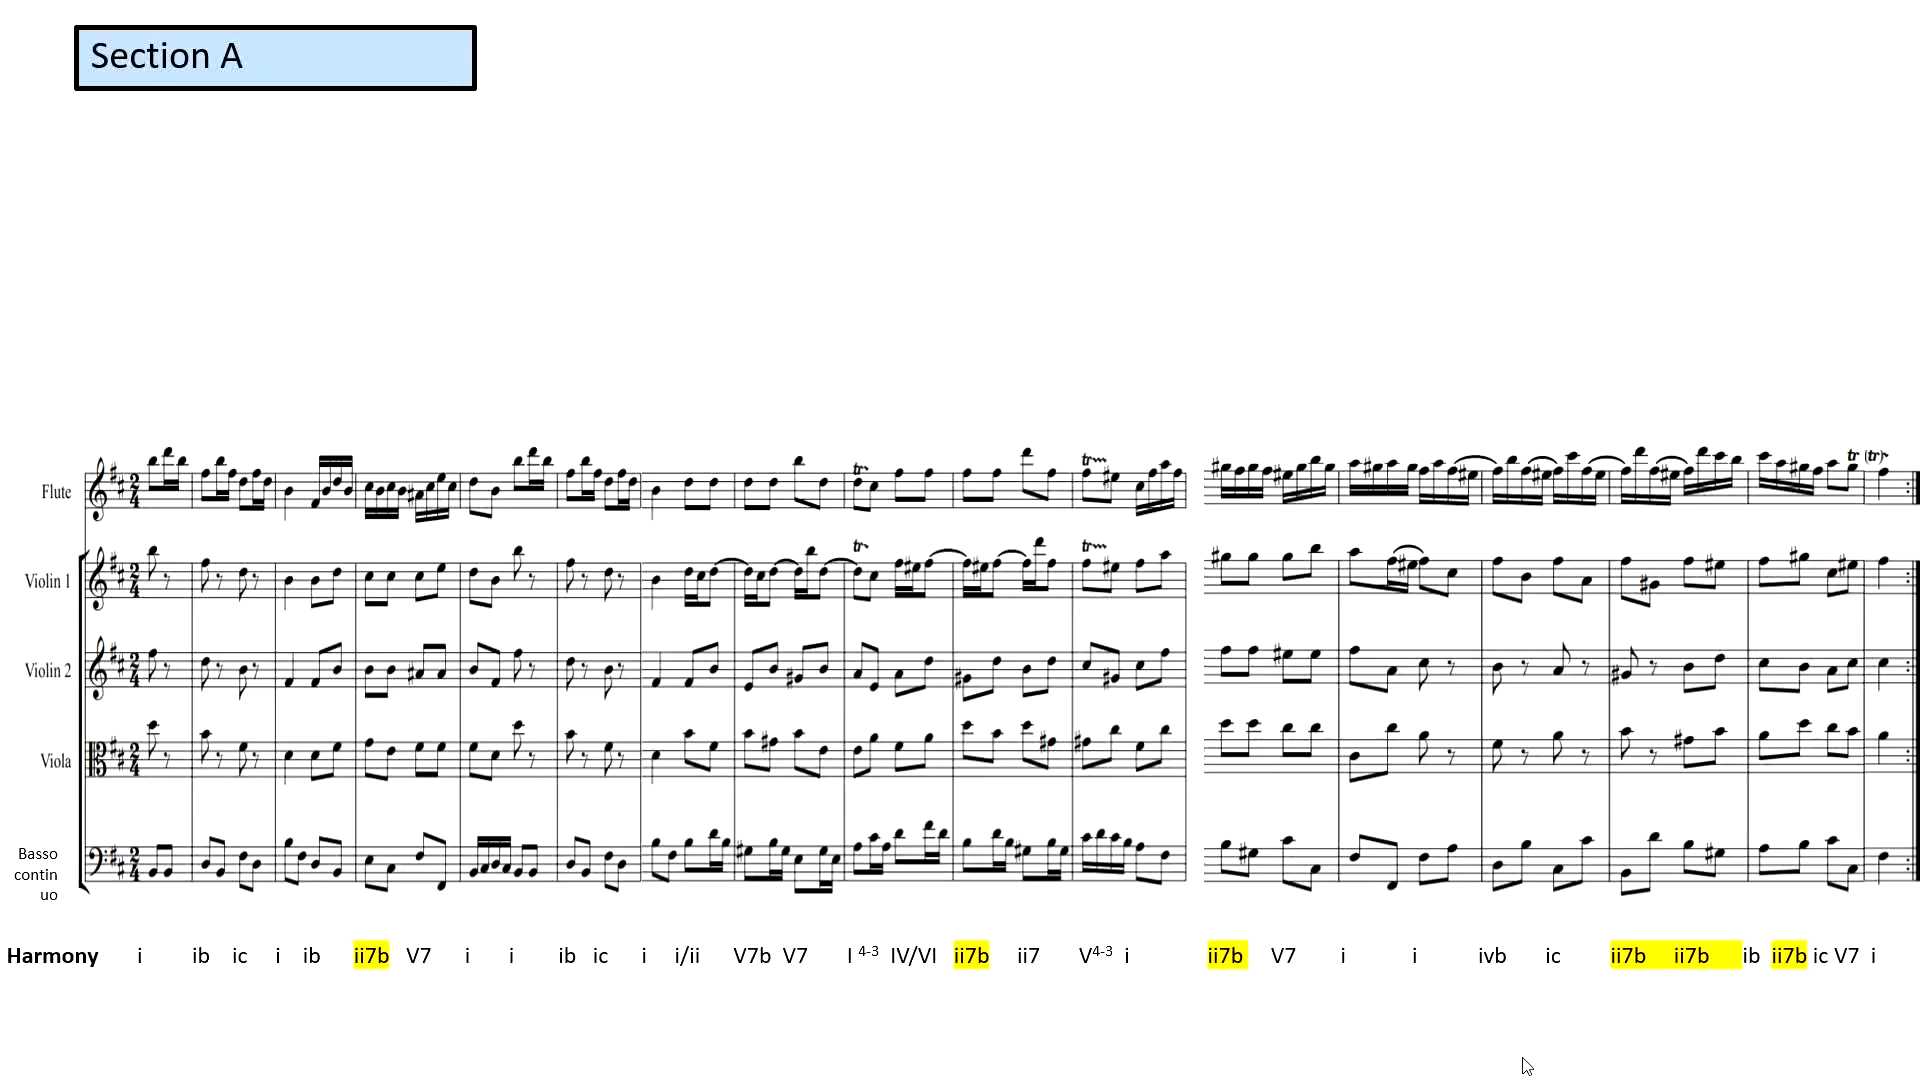 Section A
Flute
tr
tr
tr (tr)
Violin 1
tr
tr
Violin 2
Viola
Basso
contin
uo
Harmony i ib ic i ib ii7b V7 i i ib ic i i/ii V7b V7 I 4-3 IV/VI ii7b ii7 V4-3 i ii7b V7 i i ivb ic ii7b ii7b ib ii7b ic V7 i